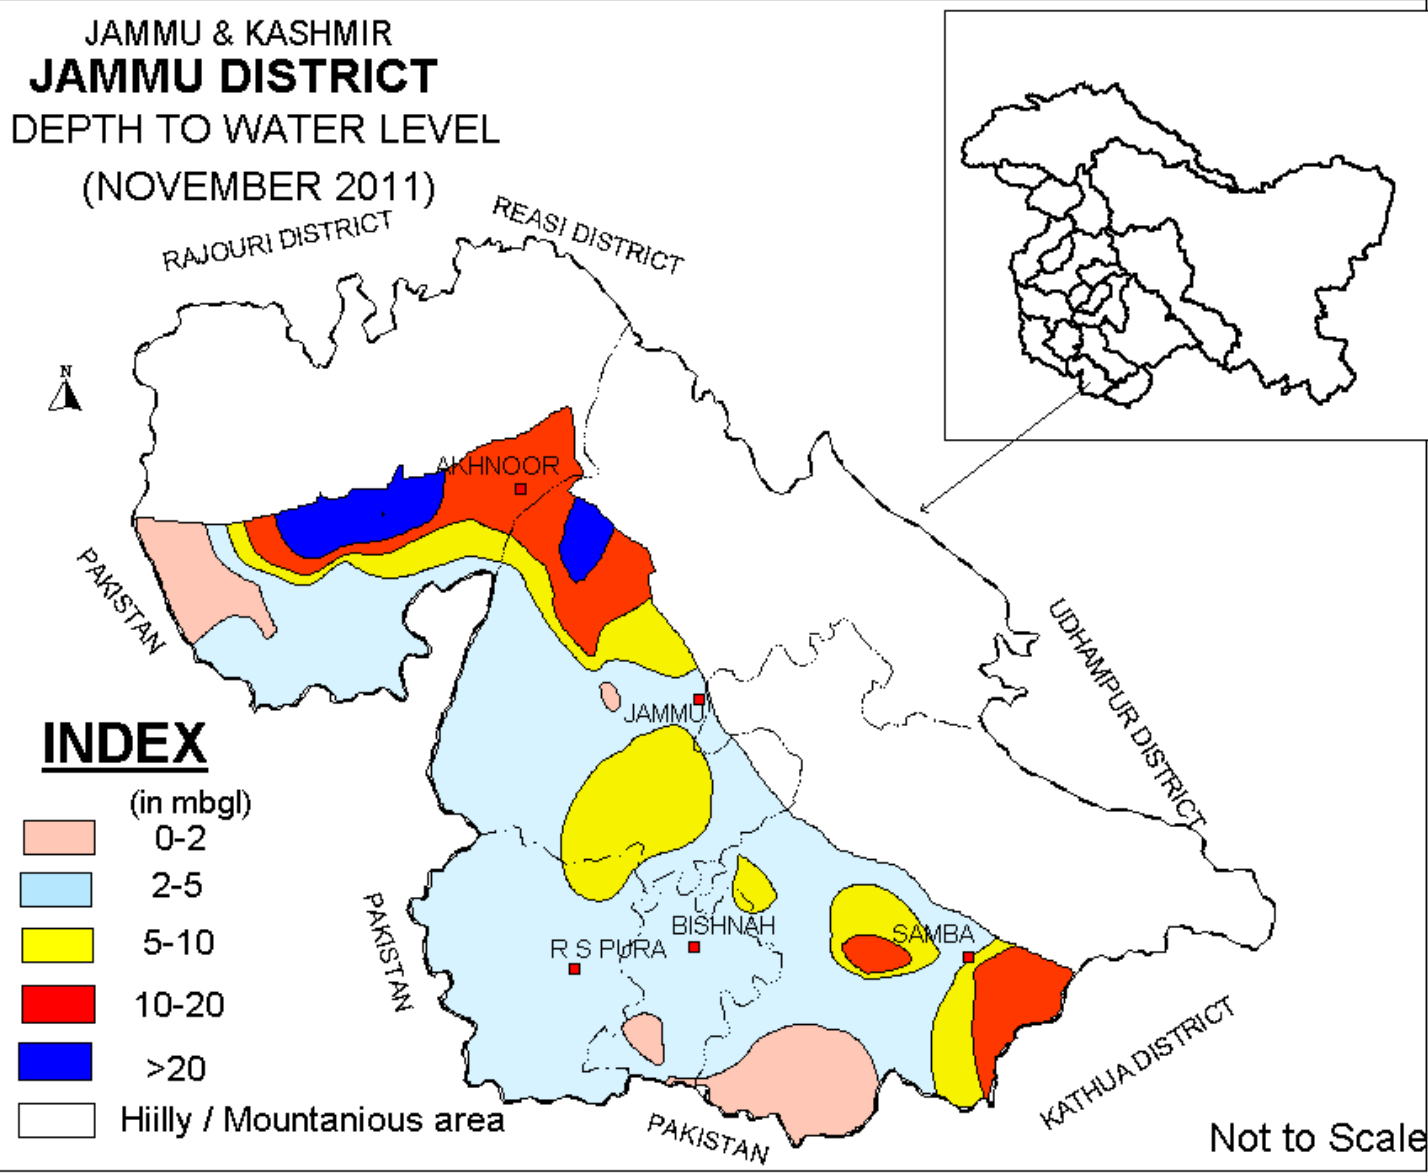 JAMMU & KASHMIR
JAMMU DISTRICT
DEPTH TO WATER LEVEL
(NOVEMBER 2011)
RAJOURI DISTRICT
REASI DISTRICT
N
AKHNOOR
PAKISTAN
UDHAMPUR DISTRICT
JAMMU
INDEX
(in mbgl)
0-2
2-5
5-10
10-20
>20
Hiilly / Mountanious area
PAKISTAN
BISHNAH
R S PURA
SAMBA
KATHUA DISTRICT
PAKISTAN
Not to Scale